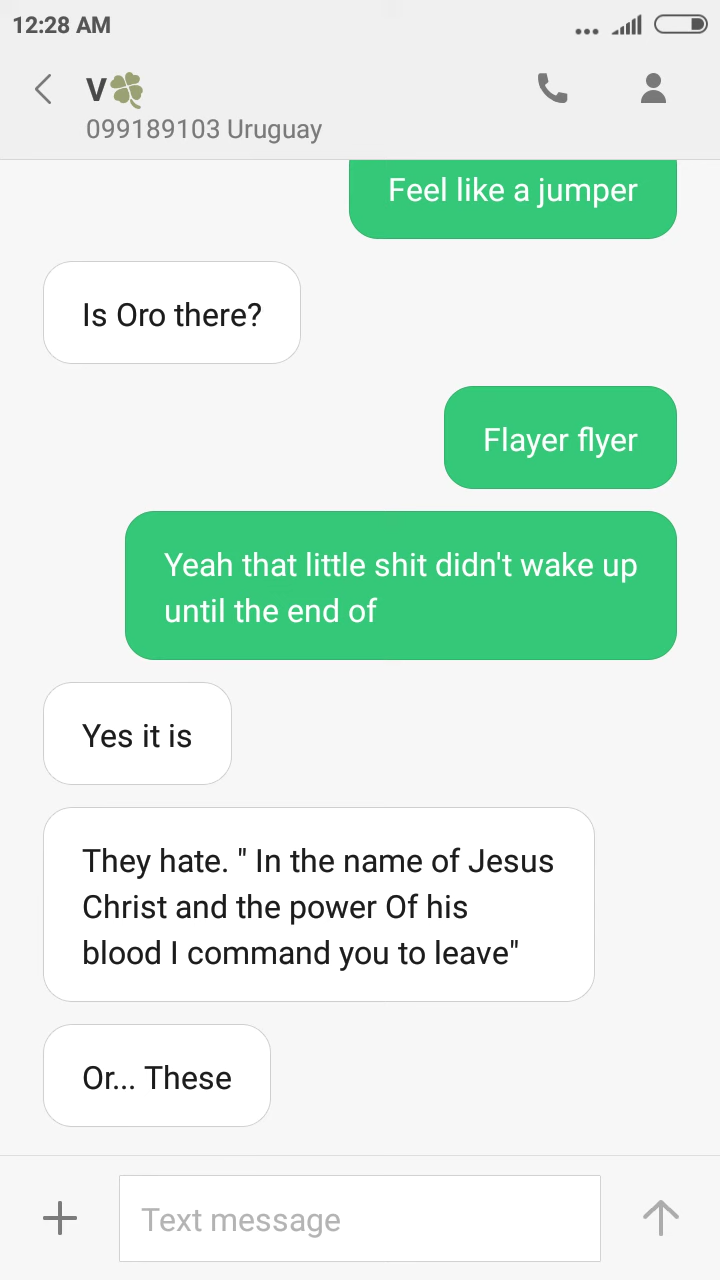 12:28 AM
V🍀
099189103 Uruguay
Feel like a jumper
Is Oro there?
Flayer flyer
Yeah that little shit didn't wake up
until the end of
Yes it is
They hate. " In the name of Jesus
Christ and the power Of his
blood I command you to leave"
Or... These
Text message